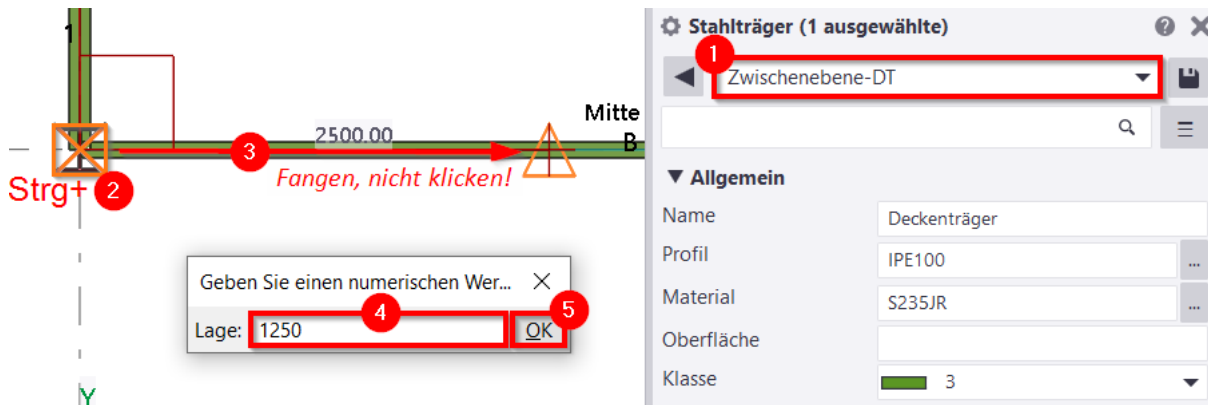 1
2500.00
Mitte
B
3
Fangen, nicht klicken!
Strg+ 2
Geben Sie einen numerischen Wer...
4
5
Lage: 1250 OK
Y
Stahlträger (1 ausgewählte)
1
Zwischenebene-DT
Allgemein
Name Deckenträger
Profil IPE100 ...
Material S235JR ...
Oberfläche
Klasse 3